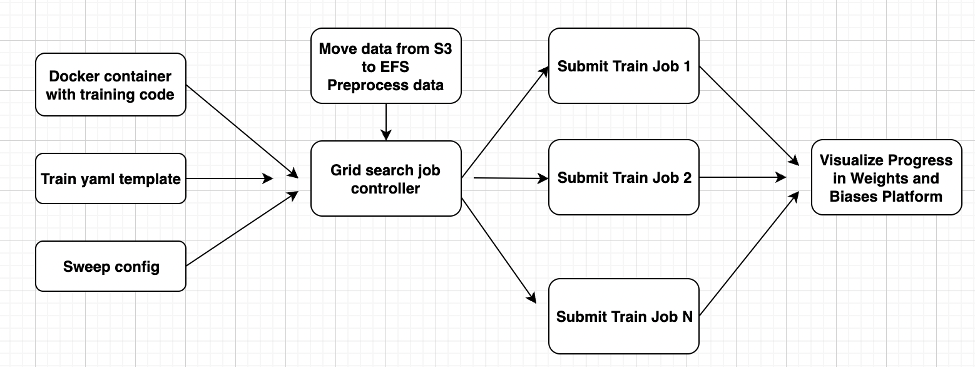 Docker container
with training code
Train yaml template
Sweep config
Move data from S3
to EFS
Preprocess data
Grid search job
controller
Submit Train Job 1
Submit Train Job 2
Submit Train Job N
Visualize Progress
in Weights and
Biases Platform